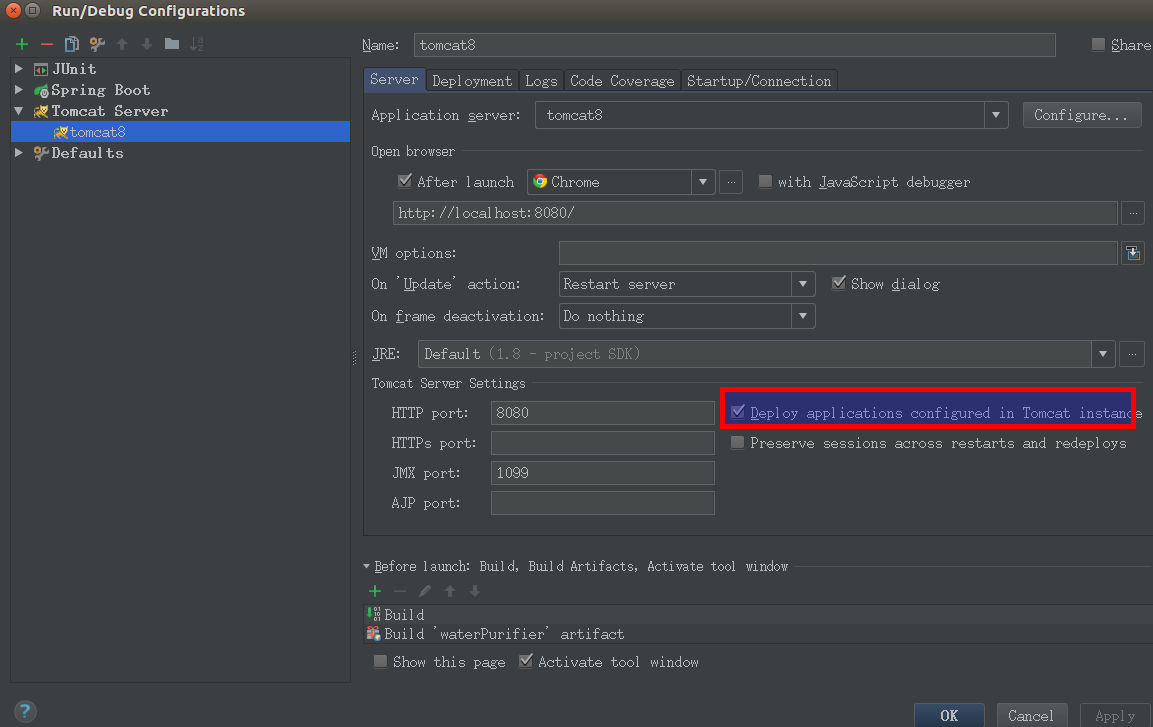 Run/Debug Configurations
Name: tomcat8 Share
JUnit
Spring Boot
Tomcat Server
tomcat8
Defaults
Server Deployment Logs Code Coverage Startup/Connection
Application server: tomcat8 Configure...
Open browser
After launch Chrome ... with JavaScript debugger
http://localhost:8080/ ...
VM options:
On 'Update' action: Restart server Show dialog
On frame deactivation: Do nothing
JRE: Default (1.8 - project SDK) ...
Tomcat Server Settings
HTTP port: 8080 Deploy applications configured in Tomcat instance
HTTPs port: Preserve sessions across restarts and redeploys
JMX port: 1099
AJP port:
Before launch: Build, Build Artifacts, Activate tool window
Build
Build 'waterPurifier' artifact
Show this page Activate tool window
? OK Cancel Apply